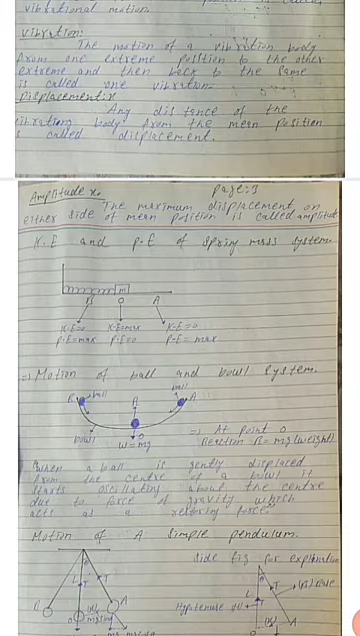 vibrational motion.
Vibration:
The motion of a vibration body
from one extreme position to the other
extreme and then back to the same
is called one vibration.
Displacement:x
Any distance of the
vibration body from the mean position
is called displacement.
Page: 3
Amplitude x₀
The maximum displacement on
either side of mean position is called amplitude
K.E and P.E of spring mass system.
m
B O A
K.E=0 K.E=max K.E=0
P.E=max P.E=0 P.E= max
⇒ Motion of ball and bowl system.
B ball R ball A
bowl O
W=mg
⇒ At point O
Reaction R=mg(weight)
"When a ball is gently displaced
from the centre of a bowl it
starts oscillating about the centre
due to force of gravity which
acts as a restoring force."
Motion of A Simple pendulum.
Side fig for explanation
θ
L T T
A
O
θ
L T
(B) Base
Hypotenuse (H)
A